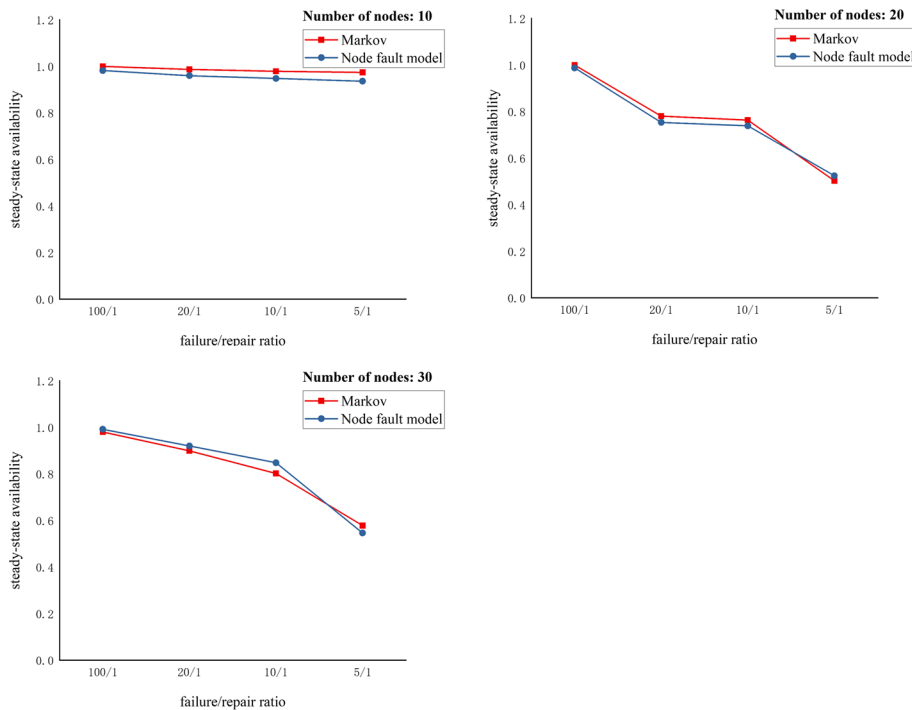 Number of nodes: 10
Markov
Node fault model
steady-state availability
1.2
1.0
0.8
0.6
0.4
0.2
0.0
100/1 20/1 10/1 5/1
failure/repair ratio
Number of nodes: 20
Markov
Node fault model
steady-state availability
1.2
1.0
0.8
0.6
0.4
0.2
0.0
100/1 20/1 10/1 5/1
failure/repair ratio
Number of nodes: 30
Markov
Node fault model
steady-state availability
1.2
1.0
0.8
0.6
0.4
0.2
0.0
100/1 20/1 10/1 5/1
failure/repair ratio